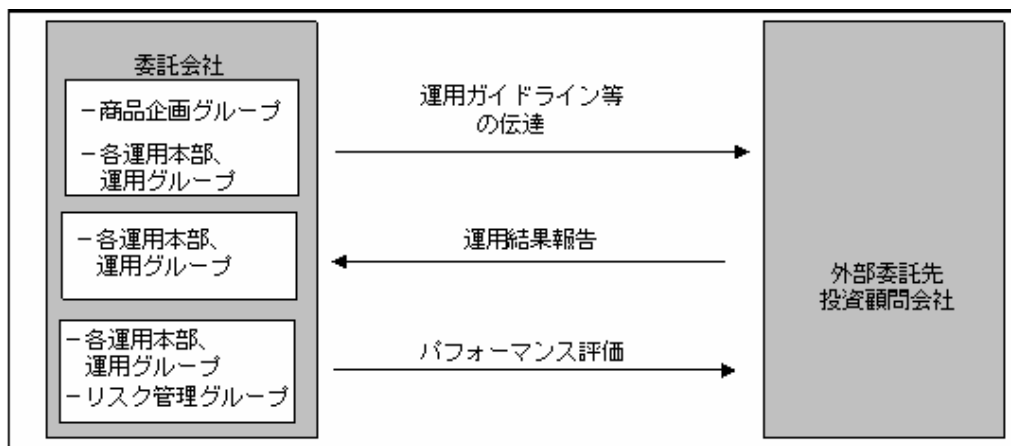 委託会社
－商品企画グループ
－各運用本部、
運用グループ
運用ガイドライン等
の伝達
－各運用本部、
運用グループ
運用結果報告
－各運用本部、
運用グループ
－リスク管理グループ
パフォーマンス評価
外部委託先
投資顧問会社